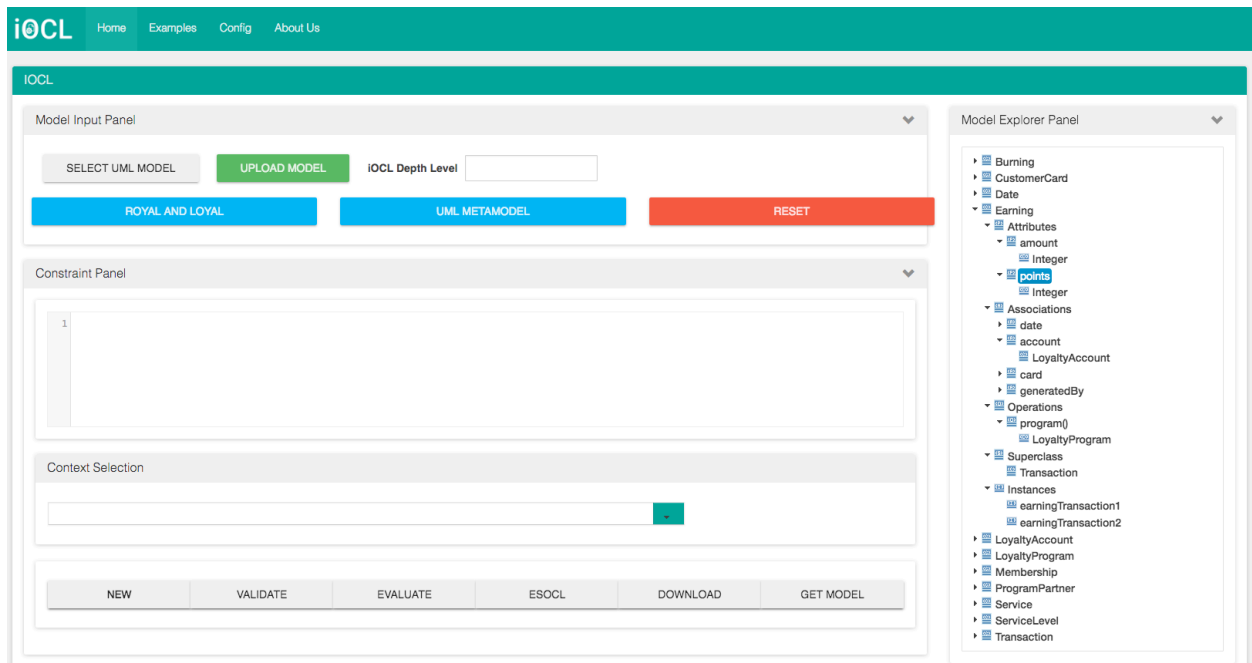 iOCL Home Examples Config About Us
IOCL
Model Input Panel
SELECT UML MODEL UPLOAD MODEL iOCL Depth Level
ROYAL AND LOYAL UML METAMODEL RESET
Constraint Panel
1
Context Selection
NEW VALIDATE EVALUATE ESOCL DOWNLOAD GET MODEL
Model Explorer Panel
Burning
CustomerCard
Date
Earning
Attributes
amount
Integer
points
Integer
Associations
date
account
LoyaltyAccount
card
generatedBy
Operations
program()
LoyaltyProgram
Superclass
Transaction
Instances
earningTransaction1
earningTransaction2
LoyaltyAccount
LoyaltyProgram
Membership
ProgramPartner
Service
ServiceLevel
Transaction